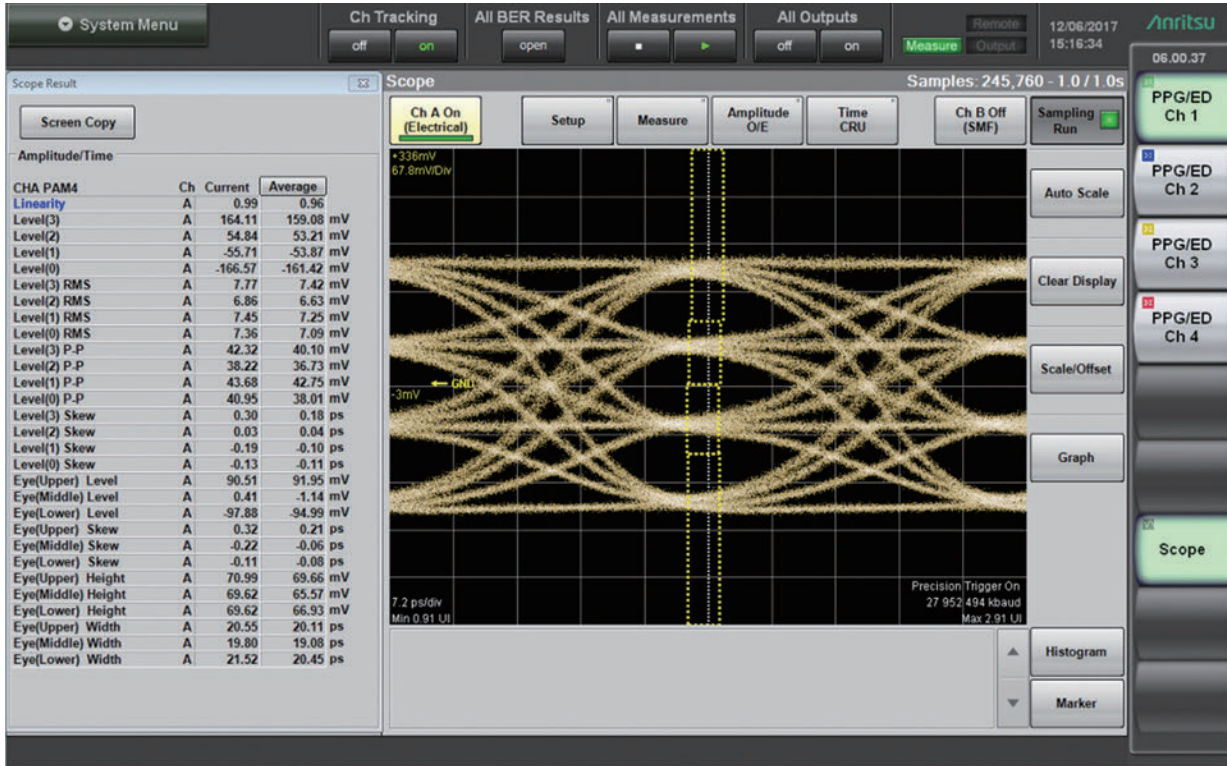 System Menu
Ch Tracking
off on
All BER Results
open
All Measurements
All Outputs
off on
Remote
Measure Output
12/06/2017
15:16:34
Anritsu
06.00.37
Scope Result
Screen Copy
Amplitude/Time
CHA PAM4 Ch Current Average
Linearity A 0.99 0.96
Level(3) A 164.11 159.08 mV
Level(2) A 54.84 53.21 mV
Level(1) A -55.71 -53.87 mV
Level(0) A -166.57 -161.42 mV
Level(3) RMS A 7.77 7.42 mV
Level(2) RMS A 6.86 6.63 mV
Level(1) RMS A 7.45 7.25 mV
Level(0) RMS A 7.36 7.09 mV
Level(3) P-P A 42.32 40.10 mV
Level(2) P-P A 38.22 36.73 mV
Level(1) P-P A 43.68 42.75 mV
Level(0) P-P A 40.95 38.01 mV
Level(3) Skew A 0.30 0.18 ps
Level(2) Skew A 0.03 0.04 ps
Level(1) Skew A -0.19 -0.10 ps
Level(0) Skew A -0.13 -0.11 ps
Eye(Upper) Level A 90.51 91.95 mV
Eye(Middle) Level A 0.41 -1.14 mV
Eye(Lower) Level A -97.88 -94.99 mV
Eye(Upper) Skew A 0.32 0.21 ps
Eye(Middle) Skew A -0.22 -0.06 ps
Eye(Lower) Skew A -0.11 -0.08 ps
Eye(Upper) Height A 70.99 69.66 mV
Eye(Middle) Height A 69.62 65.57 mV
Eye(Lower) Height A 69.62 66.93 mV
Eye(Upper) Width A 20.55 20.11 ps
Eye(Middle) Width A 19.80 19.08 ps
Eye(Lower) Width A 21.52 20.45 ps
Scope
Samples: 245,760 - 1.0 / 1.0s
Ch A On
(Electrical)
Setup
Measure
Amplitude
O/E
Time
CRU
Ch B Off
(SMF)
Sampling
Run
+336mV
67.8mV/Div
GND
-3mV
7.2 ps/div
Min 0.91 UI
Precision Trigger On
27 952 494 kbaud
Max 2.91 UI
Auto Scale
Clear Display
Scale/Offset
Graph
Histogram
Marker
PPG/ED
Ch 1
PPG/ED
Ch 2
PPG/ED
Ch 3
PPG/ED
Ch 4
Scope